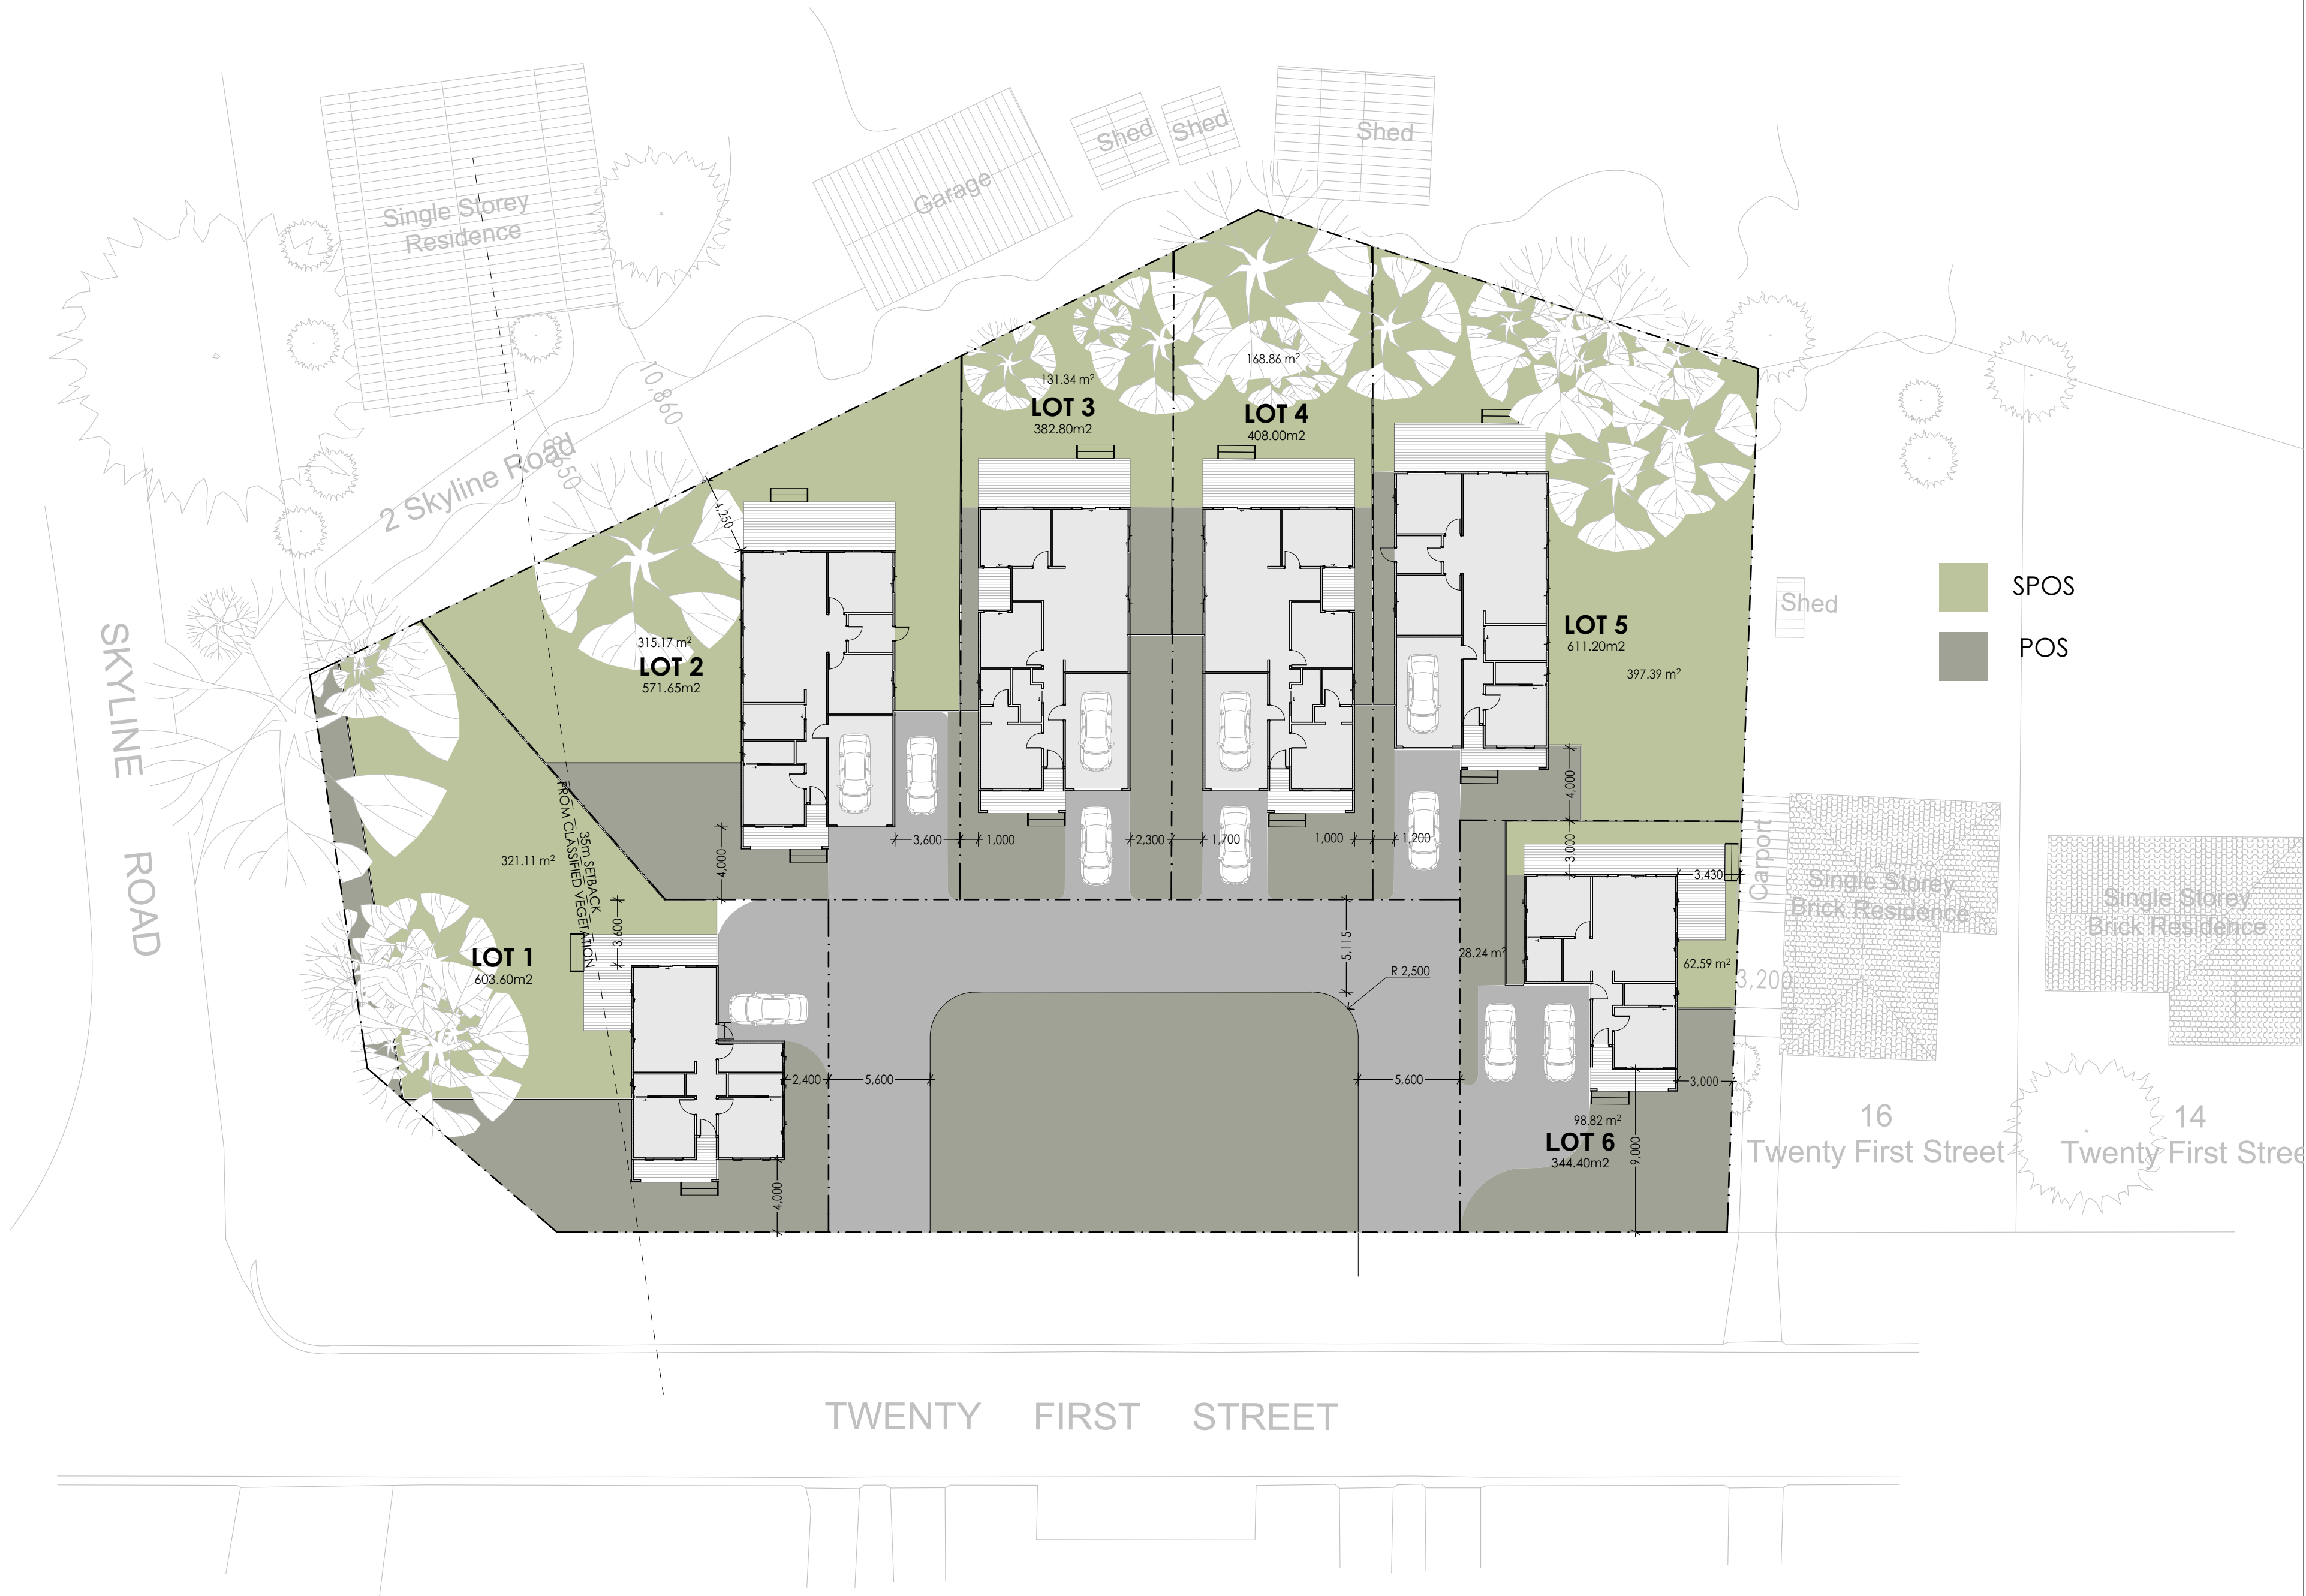 Shed
Shed
Shed
Garage
Single Storey
Residence
168.86 m²
131.34 m²
LOT 3
382.80m2
LOT 4
408.00m2
10,860
2 Skyline Road
4,250
SPOS
POS
Shed
LOT 5
611.20m2
397.39 m²
315.17 m²
LOT 2
571.65m2
SKYLINE ROAD
35m SETBACK
FROM CLASSIFIED VEGETATION
4,000
3,600
1,000
2,300
1,700
1,000
1,200
4,000
3,000
321.11 m²
3,430
Carport
Single Storey
Brick Residence
Single Storey
Brick Residence
3,600
LOT 1
603.60m2
5,115
R 2,500
28.24 m²
62.59 m²
3,200
2,400
5,600
5,600
3,000
98.82 m²
LOT 6
344.40m2
9,000
4,000
16
Twenty First Street
14
Twenty First Stree
TWENTY FIRST STREET